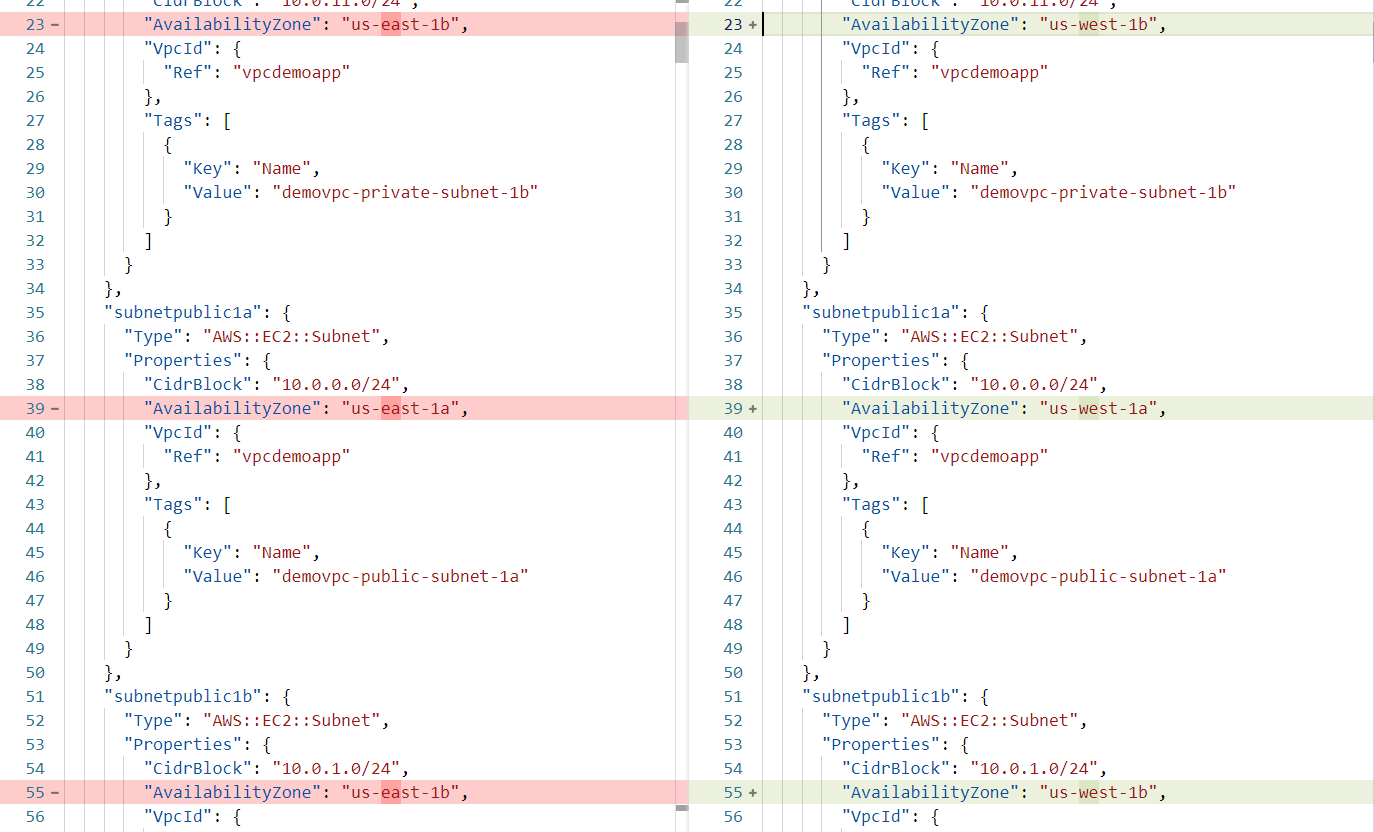 22 "CidrBlock": "10.0.11.0/24",
23 − "AvailabilityZone": "us-east-1b",
24 "VpcId": {
25 "Ref": "vpcdemoapp"
26 },
27 "Tags": [
28 {
29 "Key": "Name",
30 "Value": "demovpc-private-subnet-1b"
31 }
32 ]
33 }
34 },
35 "subnetpublic1a": {
36 "Type": "AWS::EC2::Subnet",
37 "Properties": {
38 "CidrBlock": "10.0.0.0/24",
39 − "AvailabilityZone": "us-east-1a",
40 "VpcId": {
41 "Ref": "vpcdemoapp"
42 },
43 "Tags": [
44 {
45 "Key": "Name",
46 "Value": "demovpc-public-subnet-1a"
47 }
48 ]
49 }
50 },
51 "subnetpublic1b": {
52 "Type": "AWS::EC2::Subnet",
53 "Properties": {
54 "CidrBlock": "10.0.1.0/24",
55 − "AvailabilityZone": "us-east-1b",
56 "VpcId": {
22 "CidrBlock": "10.0.11.0/24",
23 + "AvailabilityZone": "us-west-1b",
24 "VpcId": {
25 "Ref": "vpcdemoapp"
26 },
27 "Tags": [
28 {
29 "Key": "Name",
30 "Value": "demovpc-private-subnet-1b"
31 }
32 ]
33 }
34 },
35 "subnetpublic1a": {
36 "Type": "AWS::EC2::Subnet",
37 "Properties": {
38 "CidrBlock": "10.0.0.0/24",
39 + "AvailabilityZone": "us-west-1a",
40 "VpcId": {
41 "Ref": "vpcdemoapp"
42 },
43 "Tags": [
44 {
45 "Key": "Name",
46 "Value": "demovpc-public-subnet-1a"
47 }
48 ]
49 }
50 },
51 "subnetpublic1b": {
52 "Type": "AWS::EC2::Subnet",
53 "Properties": {
54 "CidrBlock": "10.0.1.0/24",
55 + "AvailabilityZone": "us-west-1b",
56 "VpcId": {